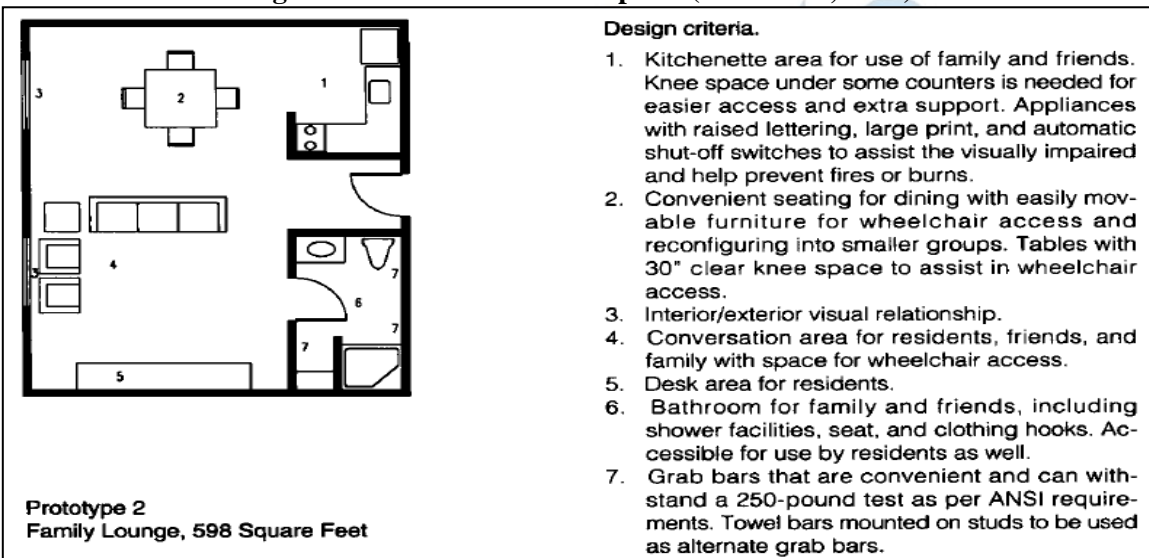 Design criteria.
1. Kitchenette area for use of family and friends.
Knee space under some counters is needed for
easier access and extra support. Appliances
with raised lettering, large print, and automatic
shut-off switches to assist the visually impaired
and help prevent fires or burns.
2. Convenient seating for dining with easily mov-
able furniture for wheelchair access and
reconfiguring into smaller groups. Tables with
30" clear knee space to assist in wheelchair
access.
3. Interior/exterior visual relationship.
4. Conversation area for residents, friends, and
family with space for wheelchair access.
5. Desk area for residents.
6. Bathroom for family and friends, including
shower facilities, seat, and clothing hooks. Ac-
cessible for use by residents as well.
7. Grab bars that are convenient and can with-
stand a 250-pound test as per ANSI require-
ments. Towel bars mounted on studs to be used
as alternate grab bars.
1
2
3
3
4
5
6
7
7
7
Prototype 2
Family Lounge, 598 Square Feet